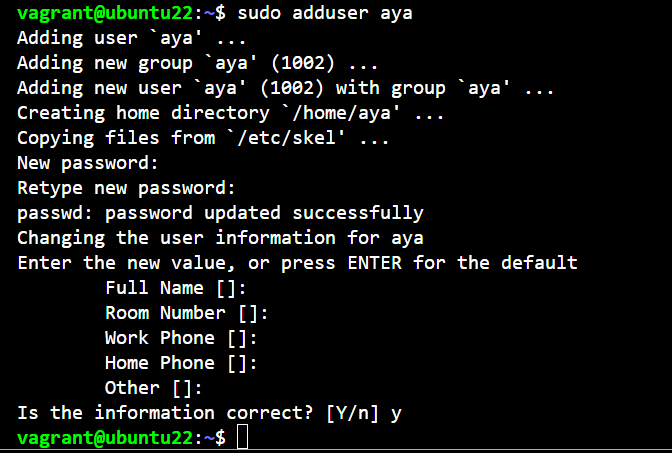 vagrant@ubuntu22:~$ sudo adduser aya
Adding user `aya' ...
Adding new group `aya' (1002) ...
Adding new user `aya' (1002) with group `aya' ...
Creating home directory `/home/aya' ...
Copying files from `/etc/skel' ...
New password:
Retype new password:
passwd: password updated successfully
Changing the user information for aya
Enter the new value, or press ENTER for the default
        Full Name []:
        Room Number []:
        Work Phone []:
        Home Phone []:
        Other []:
Is the information correct? [Y/n] y
vagrant@ubuntu22:~$